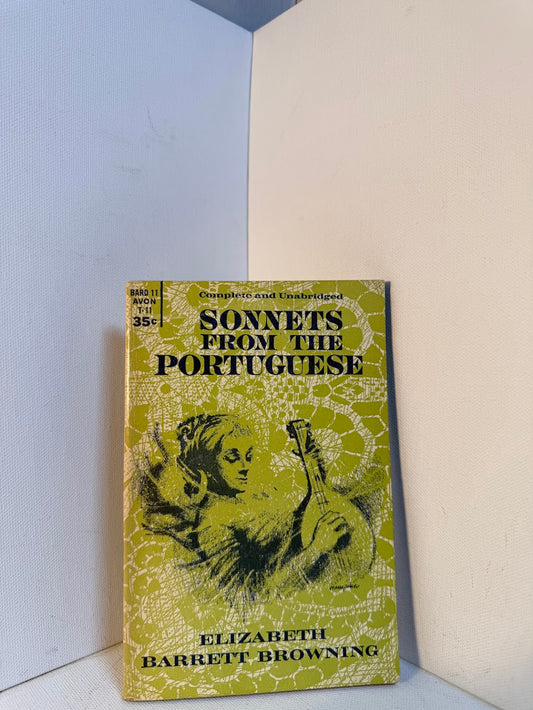 BARD 11
AVON
T-11
35¢
Complete and Unabridged
SONNETS
FROM THE
PORTUGUESE
ELIZABETH
BARRETT BROWNING